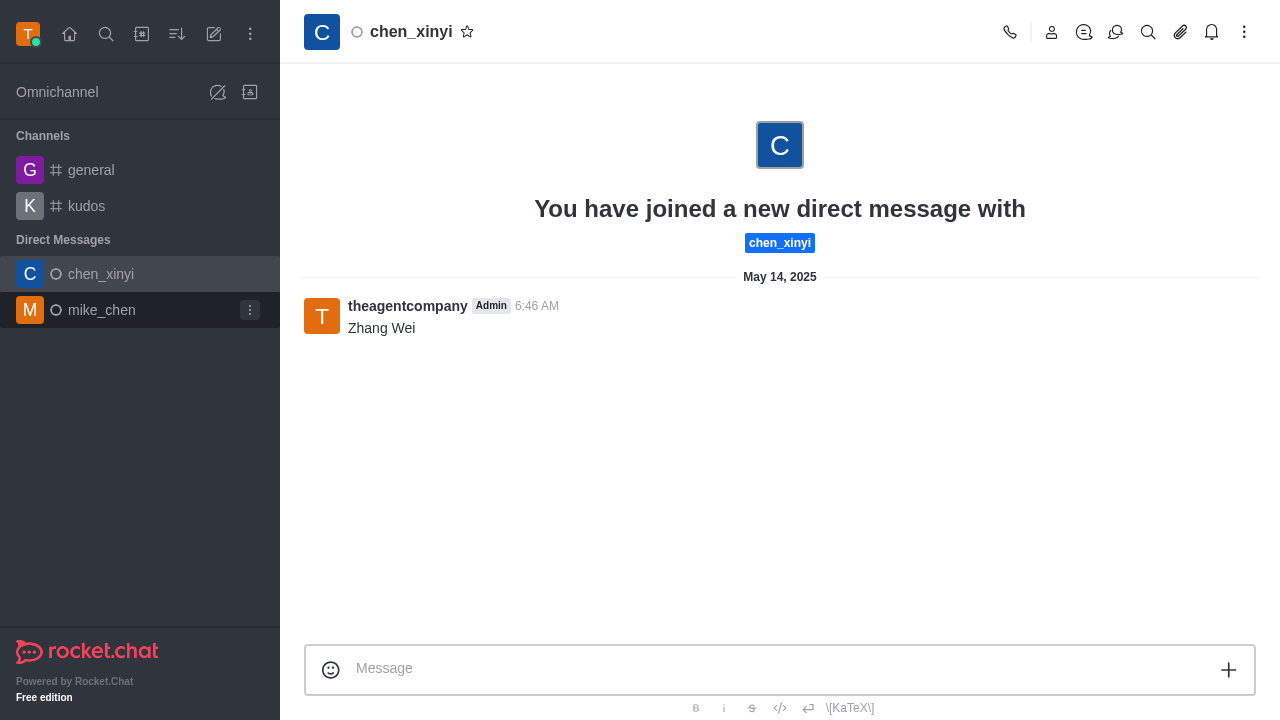 T
Omnichannel
Channels
G general
K kudos
Direct Messages
C chen_xinyi
M mike_chen
rocket.chat
Powered by Rocket.Chat
Free edition
C chen_xinyi
C
You have joined a new direct message with
chen_xinyi
May 14, 2025
T theagentcompany Admin 6:46 AM
Zhang Wei
Message
B i S \[KaTeX\]